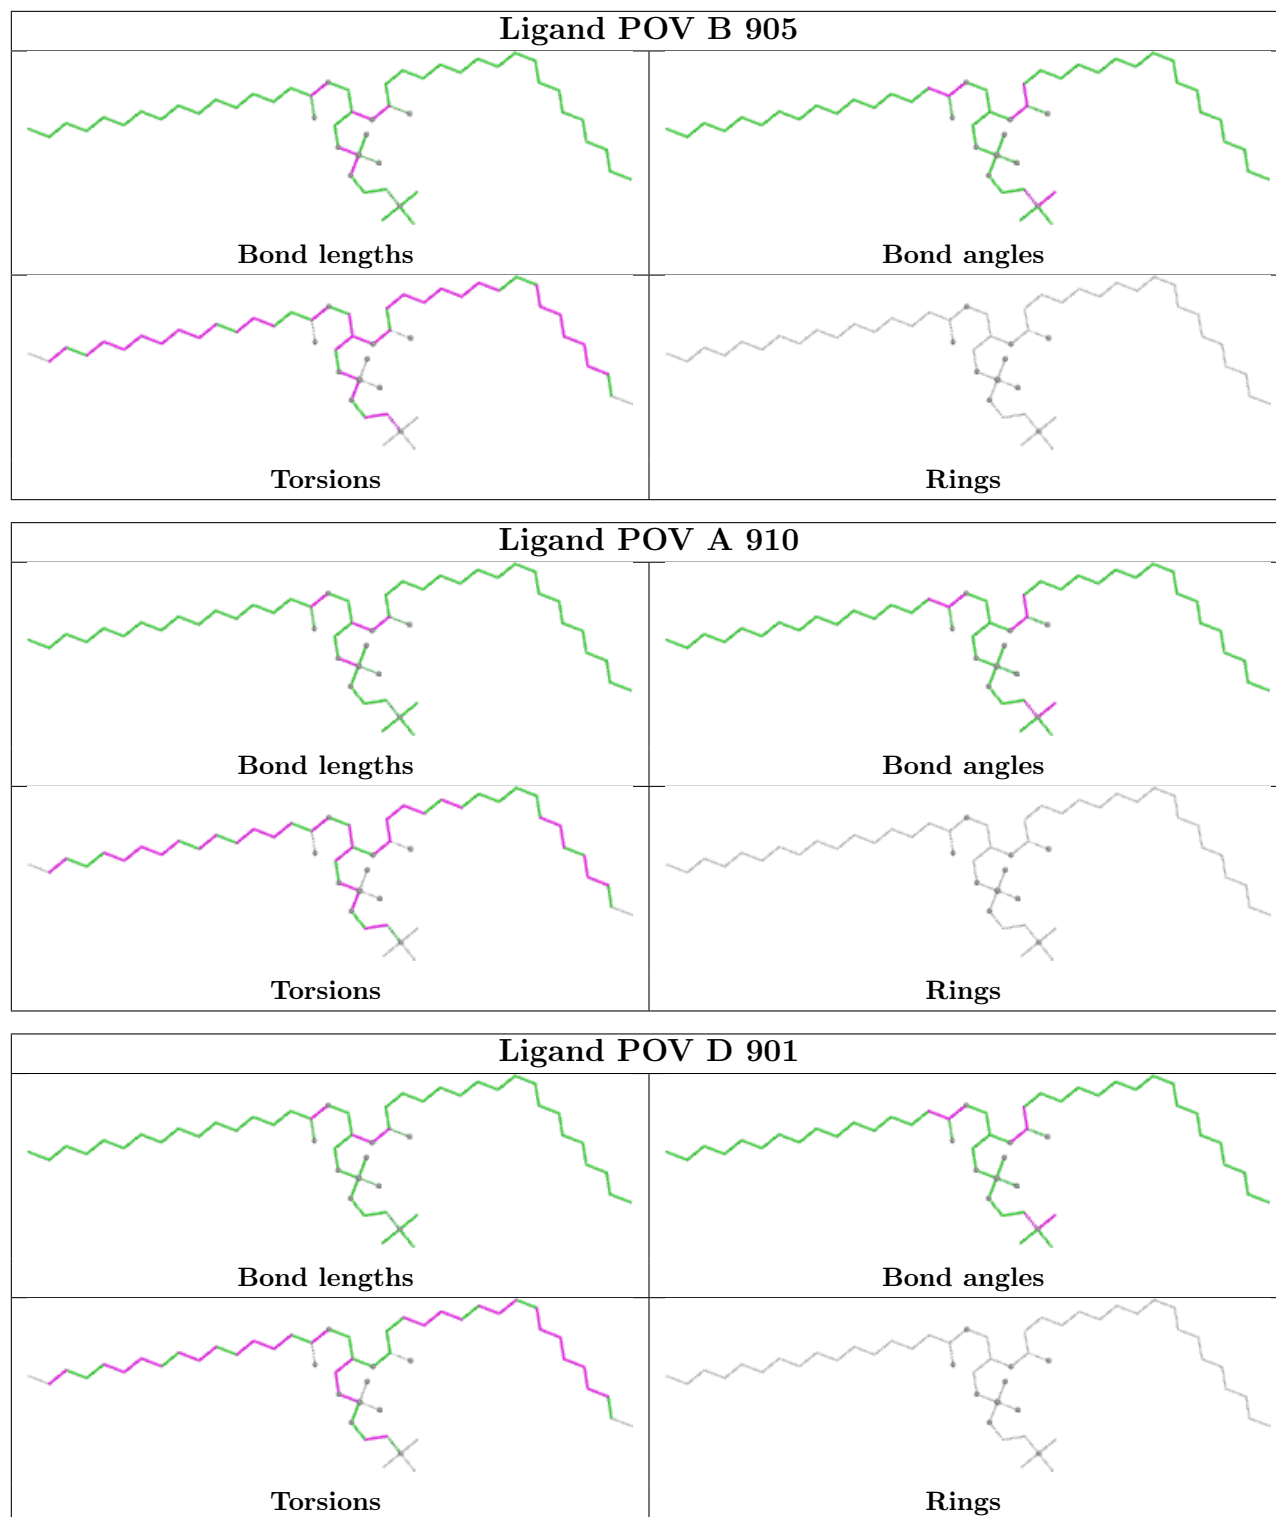 Ligand POV B 905
Bond lengths
Bond angles
Torsions
Rings
Ligand POV A 910
Bond lengths
Bond angles
Torsions
Rings
Ligand POV D 901
Bond lengths
Bond angles
Torsions
Rings